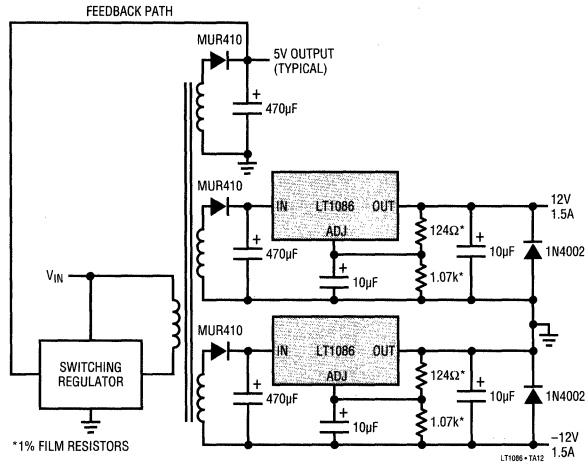 FEEDBACK PATH
MUR410
5V OUTPUT
(TYPICAL)
+
470µF
MUR410
IN
LT1086
OUT
ADJ
12V
1.5A
+
470µF
+
10µF
124Ω*
1.07k*
+
10µF
1N4002
VIN
SWITCHING
REGULATOR
MUR410
IN
LT1086
OUT
ADJ
+
470µF
+
10µF
124Ω*
1.07k*
+
10µF
1N4002
–12V
1.5A
*1% FILM RESISTORS
LT1086 • TA12